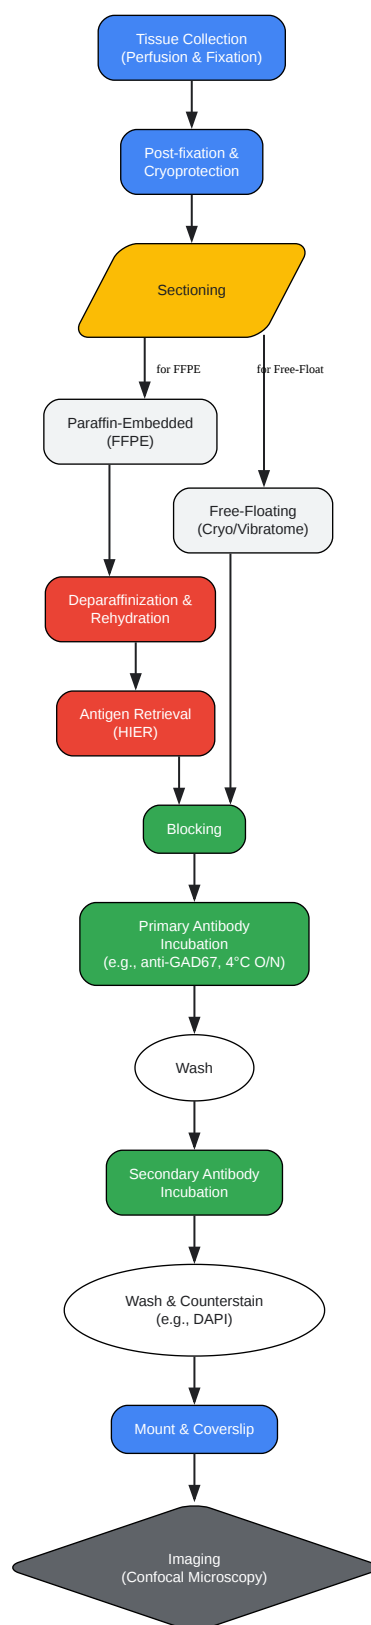 Tissue Collection
(Perfusion & Fixation)
Post-fixation &
Cryoprotection
Sectioning
for FFPE
for Free-Float
Paraffin-Embedded
(FFPE)
Free-Floating
(Cryo/Vibratome)
Deparaffinization &
Rehydration
Antigen Retrieval
(HIER)
Blocking
Primary Antibody
Incubation
(e.g., anti-GAD67, 4°C O/N)
Wash
Secondary Antibody
Incubation
Wash & Counterstain
(e.g., DAPI)
Mount & Coverslip
Imaging
(Confocal Microscopy)